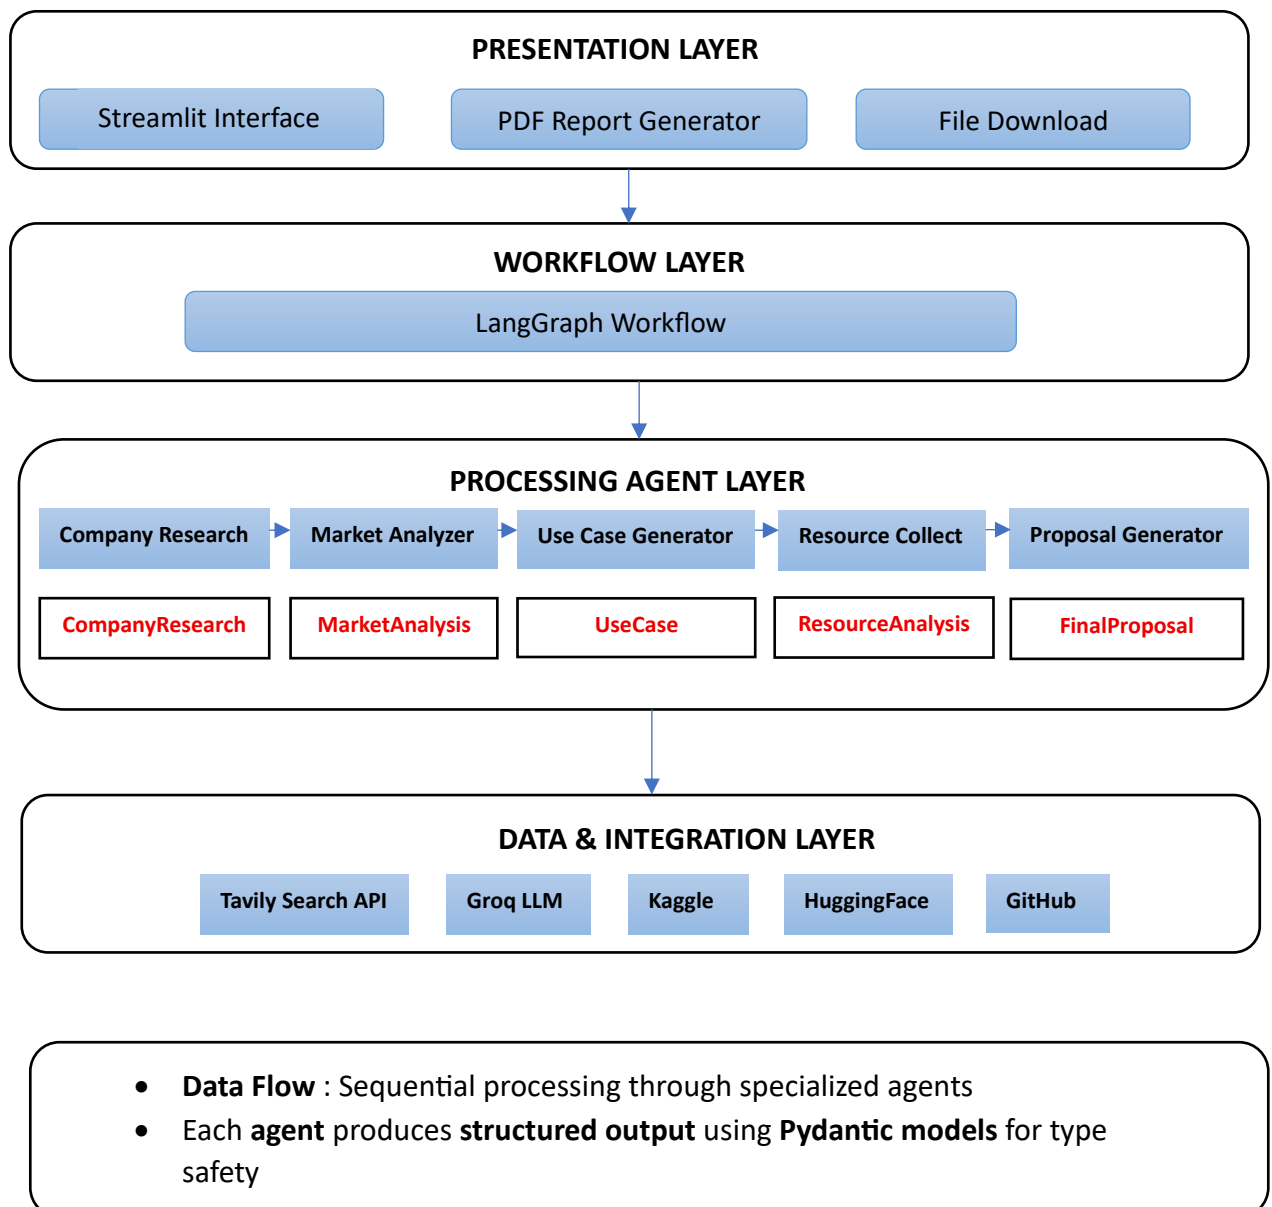 PRESENTATION LAYER
Streamlit Interface
PDF Report Generator
File Download
WORKFLOW LAYER
LangGraph Workflow
PROCESSING AGENT LAYER
Company Research
Market Analyzer
Use Case Generator
Resource Collect
Proposal Generator
CompanyResearch
MarketAnalysis
UseCase
ResourceAnalysis
FinalProposal
DATA & INTEGRATION LAYER
Tavily Search API
Groq LLM
Kaggle
HuggingFace
GitHub
• Data Flow : Sequential processing through specialized agents
• Each agent produces structured output using Pydantic models for type
safety